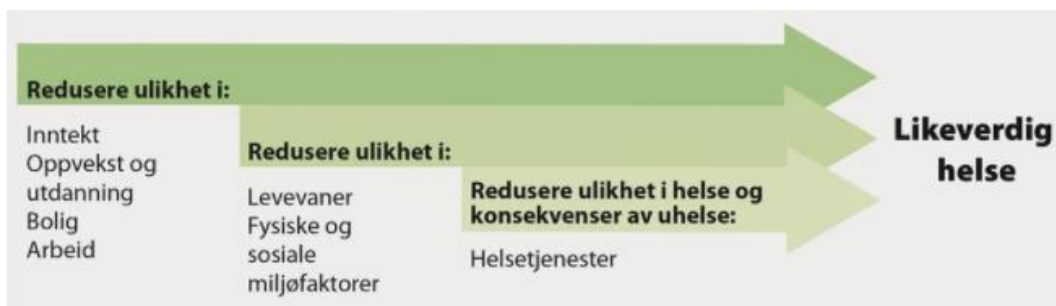 Redusere ulikhet i:
Inntekt
Oppvekst og
utdanning
Bolig
Arbeid
Redusere ulikhet i:
Levevaner
Fysiske og
sosiale
miljøfaktorer
Redusere ulikhet i helse og
konsekvenser av uhelse:
Helsetjenester
Likeverdig
helse